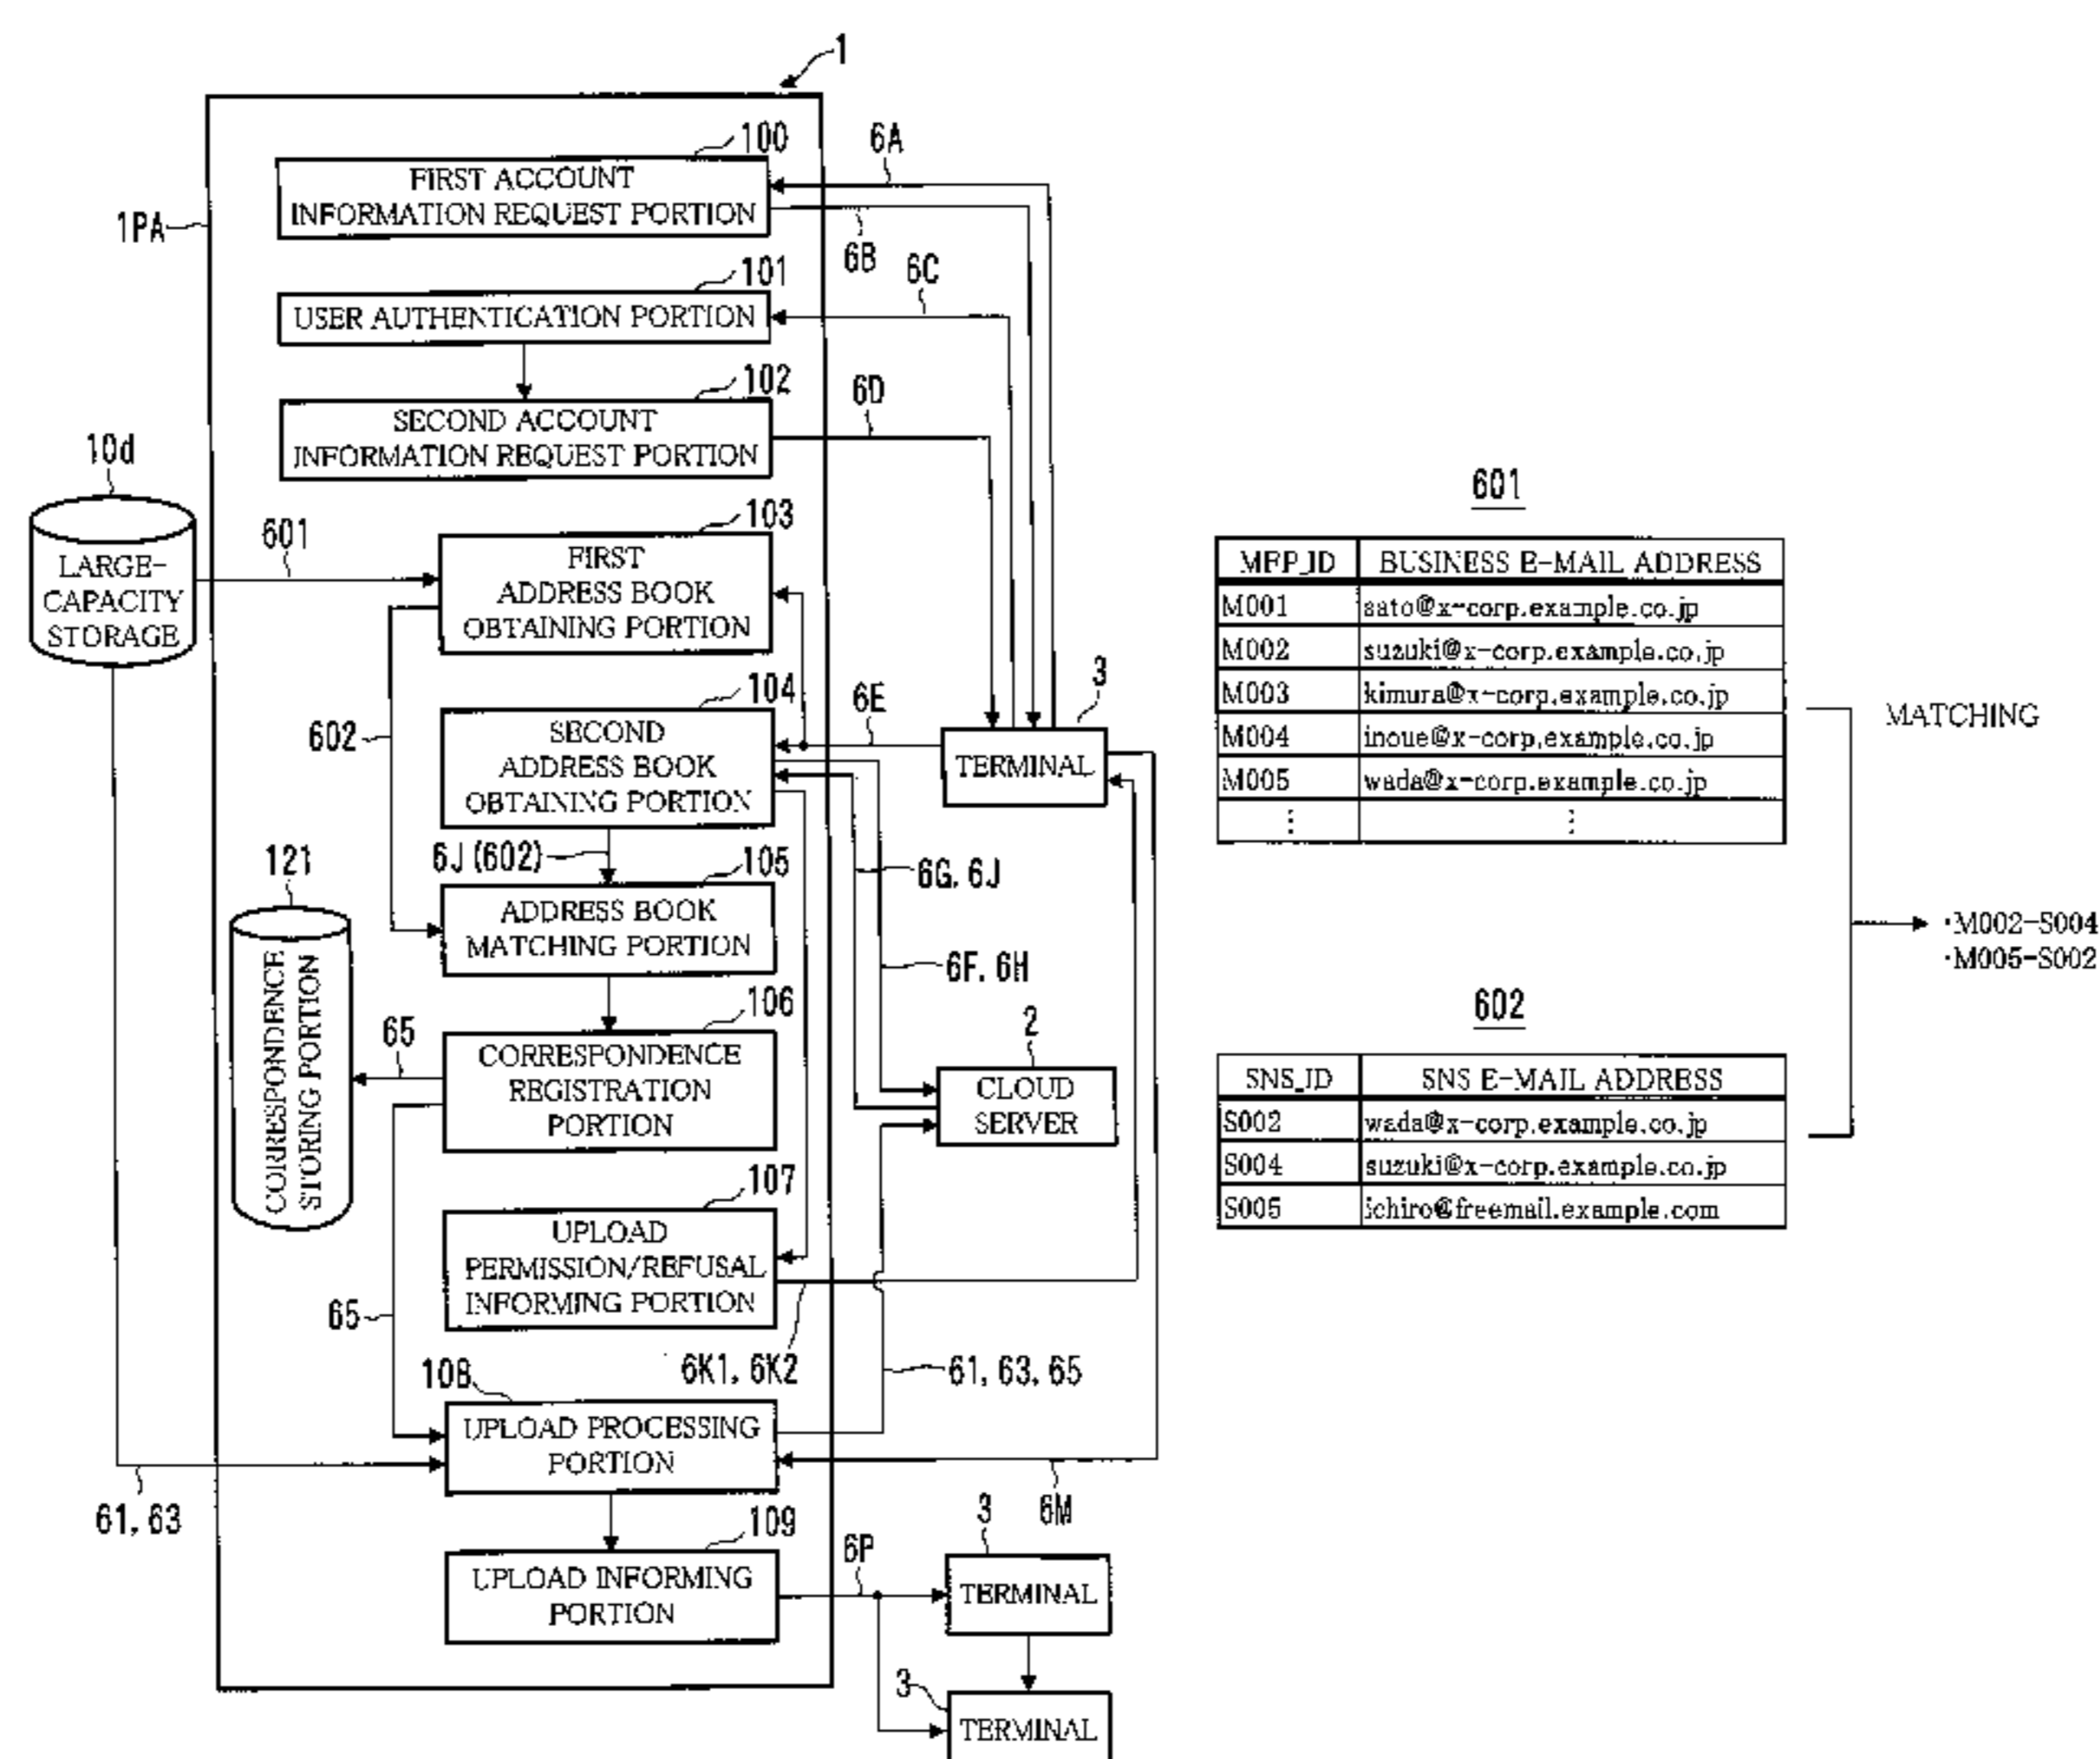 1
1PA
100
FIRST ACCOUNT
INFORMATION REQUEST PORTION
6A
6B
101
USER AUTHENTICATION PORTION
6C
102
SECOND ACCOUNT
INFORMATION REQUEST PORTION
6D
10d
LARGE-
CAPACITY
STORAGE
601
103
FIRST
ADDRESS BOOK
OBTAINING PORTION
602
104
SECOND
ADDRESS BOOK
OBTAINING PORTION
6E
3
TERMINAL
6J (602)
6G, 6J
105
ADDRESS BOOK
MATCHING PORTION
6F, 6H
121
CORRESPONDENCE
STORING PORTION
65
106
CORRESPONDENCE
REGISTRATION
PORTION
2
CLOUD
SERVER
107
UPLOAD
PERMISSION/REFUSAL
INFORMING PORTION
65
6K1, 6K2
61, 63, 65
108
UPLOAD PROCESSING
PORTION
61, 63
6M
109
UPLOAD INFORMING
PORTION
6P
3
TERMINAL
3
TERMINAL
601
MFP_ID BUSINESS E-MAIL ADDRESS
M001 sato@x-corp.example.co.jp
M002 suzuki@x-corp.example.co.jp
M003 kimura@x-corp.example.co.jp
M004 inoue@x-corp.example.co.jp
M005 wada@x-corp.example.co.jp
⋮ ⋮
MATCHING
·M002-S004
·M005-S002
602
SNS_ID SNS E-MAIL ADDRESS
S002 wada@x-corp.example.co.jp
S004 suzuki@x-corp.example.co.jp
S005 ichiro@freemail.example.com